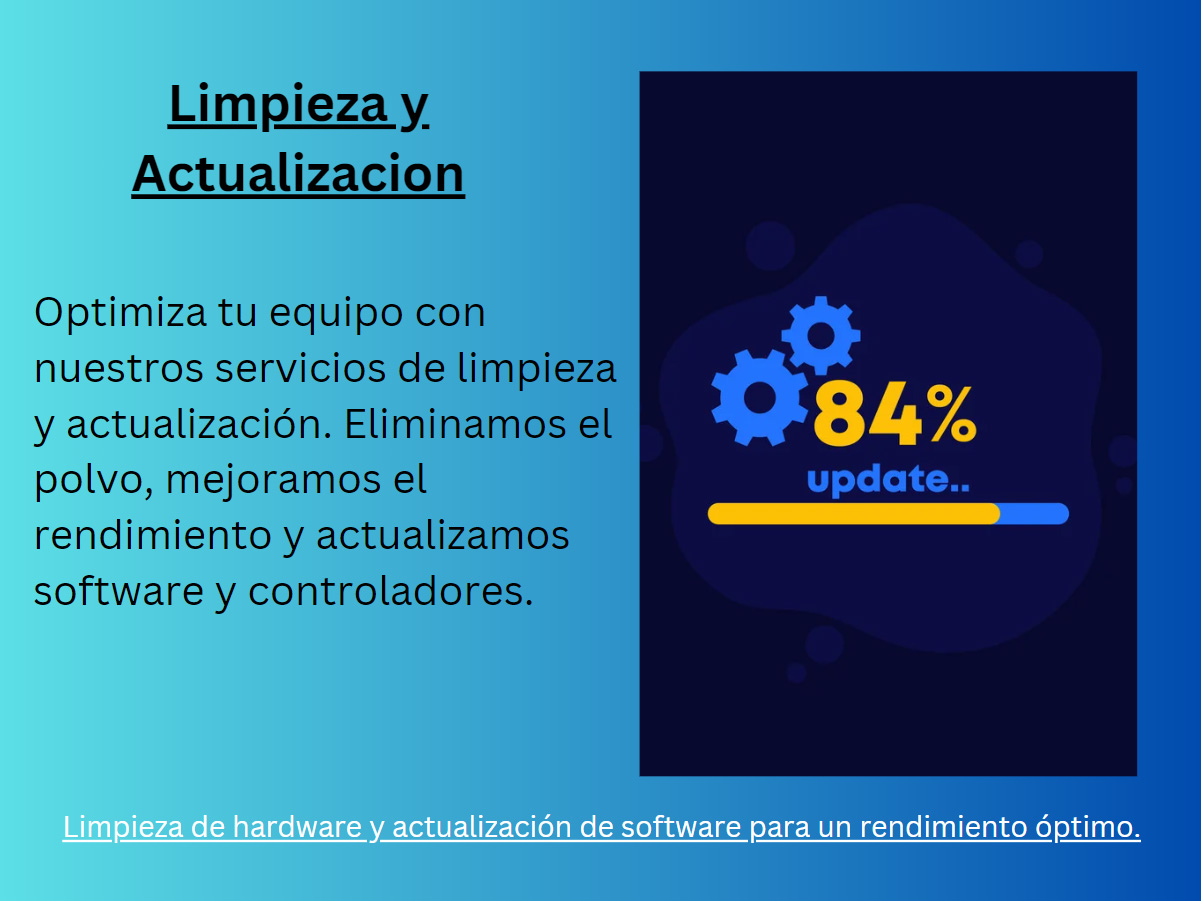 Limpieza y
Actualizacion
Optimiza tu equipo con
nuestros servicios de limpieza
y actualización. Eliminamos el
polvo, mejoramos el
rendimiento y actualizamos
software y controladores.
84%
update..
Limpieza de hardware y actualización de software para un rendimiento óptimo.